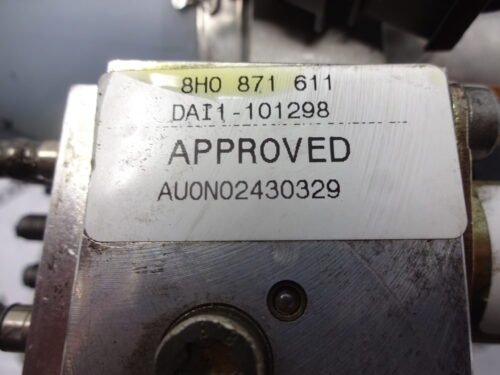 8H0 871 611
DAI1-101298
APPROVED
AU0N02430329